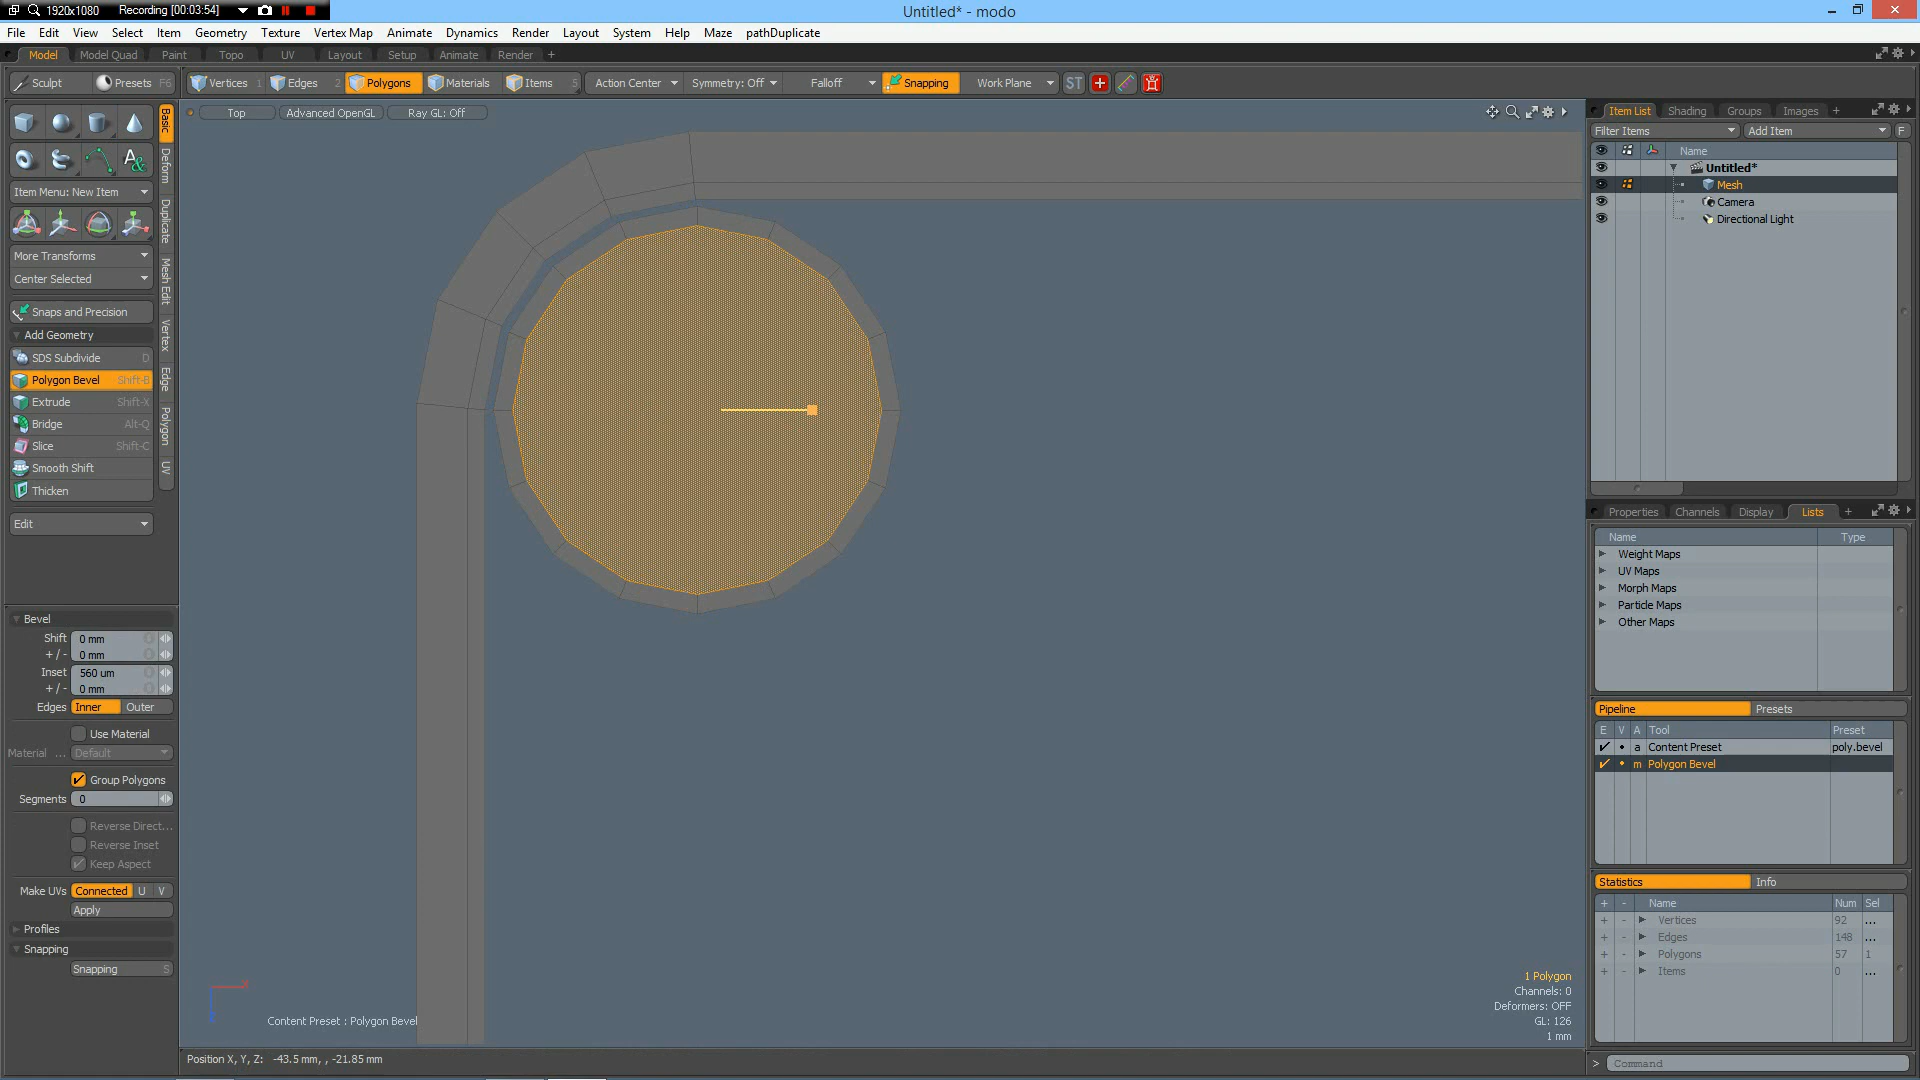 1920x1080 Recording [00:03:54]
Untitled* - modo
File Edit View Select Item Geometry Texture Vertex Map Animate Dynamics Render Layout System Help Maze pathDuplicate
Model Model Quad Paint Topo UV Layout Setup Animate Render +
Sculpt Presets F6 Vertices 1 Edges 2 Polygons Materials Items 5 Action Center Symmetry: Off Falloff Snapping Work Plane ST
Top Advanced OpenGL Ray GL: Off
Basic
Deform
Duplicate
Mesh Edit
Vertex
Edge
Polygon
UV
Item Menu: New Item
More Transforms
Center Selected
Snaps and Precision
Add Geometry
SDS Subdivide D
Polygon Bevel Shift-B
Extrude Shift-X
Bridge Alt-Q
Slice Shift-C
Smooth Shift
Thicken
Edit
Bevel
Shift 0 mm
+ / - 0 mm
Inset 560 um
+ / - 0 mm
Edges Inner Outer
Use Material
Material ... Default
Group Polygons
Segments 0
Reverse Direct...
Reverse Inset
Keep Aspect
Make UVs Connected U V
Apply
Profiles
Snapping
Snapping S
X
Content Preset : Polygon Bevel
1 Polygon
Channels: 0
Deformers: OFF
GL: 126
1 mm
Position X, Y, Z: -43.5 mm, , -21.85 mm
Item List Shading Groups Images +
Filter Items Add Item F
Name
Untitled*
Mesh
Camera
Directional Light
Properties Channels Display Lists +
Name Type
Weight Maps
UV Maps
Morph Maps
Particle Maps
Other Maps
Pipeline Presets
E V A Tool Preset
a Content Preset poly.bevel
m Polygon Bevel
Statistics Info
+ - Name Num Sel
+ - Vertices 92 ...
+ - Edges 148 ...
+ - Polygons 57 1
+ - Items 0 ...
> Command